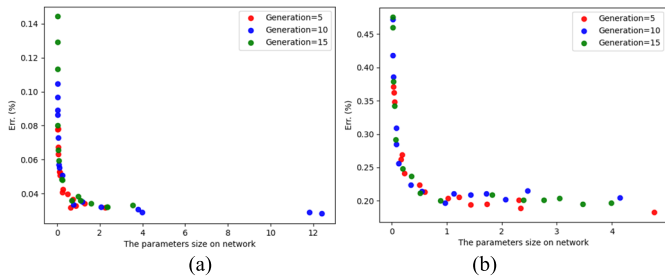 0.14%
0.12
0.10
0.08
0.06
0.04
Err. (%)
0 2 4 6 8 10 12
The parameters size on network
Generation=5
Generation=10
Generation=15
(a)
0.45%
0.40
0.35
0.30
0.25
0.20
Err. (%)
0 1 2 3 4
The parameters size on network
Generation=5
Generation=10
Generation=15
(b)